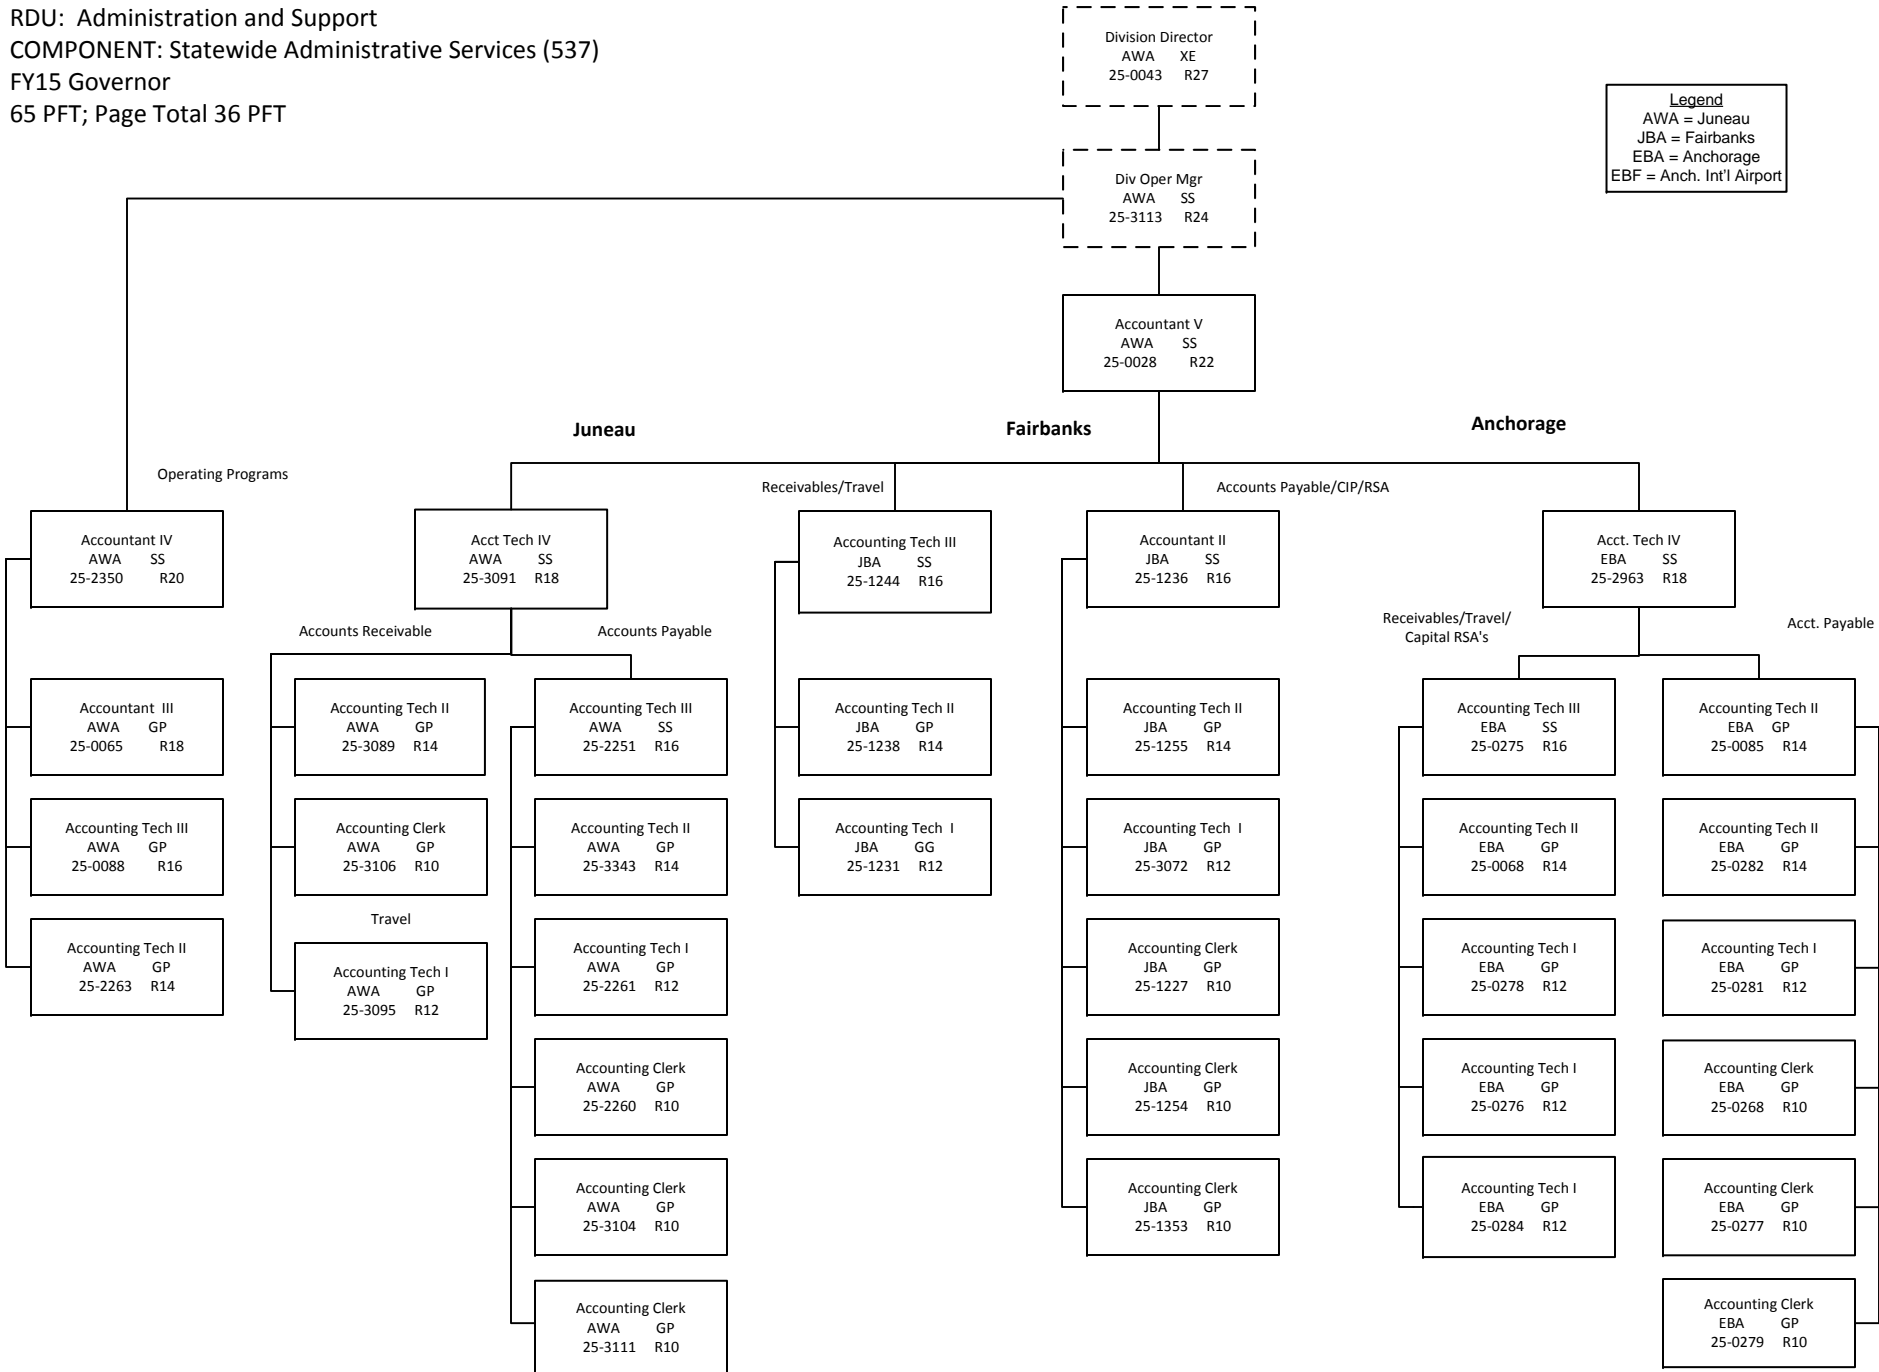 RDU: Administration and Support
COMPONENT: Statewide Administrative Services (537)
FY15 Governor
65 PFT; Page Total 36 PFT
Division Director
AWA XE
25-0043 R27
Legend
AWA = Juneau
JBA = Fairbanks
EBA = Anchorage
EBF = Anch. Int'l Airport
Div Oper Mgr
AWA SS
25-3113 R24
Accountant V
AWA SS
25-0028 R22
Juneau
Fairbanks
Anchorage
Operating Programs
Receivables/Travel
Accounts Payable/CIP/RSA
Accountant IV
AWA SS
25-2350 R20
Acct Tech IV
AWA SS
25-3091 R18
Accounting Tech III
JBA SS
25-1244 R16
Accountant II
JBA SS
25-1236 R16
Acct. Tech IV
EBA SS
25-2963 R18
Accounts Receivable
Accounts Payable
Receivables/Travel/
Capital RSA's
Acct. Payable
Accountant III
AWA GP
25-0065 R18
Accounting Tech II
AWA GP
25-3089 R14
Accounting Tech III
AWA SS
25-2251 R16
Accounting Tech II
JBA GP
25-1238 R14
Accounting Tech II
JBA GP
25-1255 R14
Accounting Tech III
EBA SS
25-0275 R16
Accounting Tech II
EBA GP
25-0085 R14
Accounting Tech III
AWA GP
25-0088 R16
Accounting Clerk
AWA GP
25-3106 R10
Accounting Tech II
AWA GP
25-3343 R14
Accounting Tech I
JBA GG
25-1231 R12
Accounting Tech I
JBA GP
25-3072 R12
Accounting Tech II
EBA GP
25-0068 R14
Accounting Tech II
EBA GP
25-0282 R14
Travel
Accounting Tech II
AWA GP
25-2263 R14
Accounting Tech I
AWA GP
25-3095 R12
Accounting Tech I
AWA GP
25-2261 R12
Accounting Clerk
JBA GP
25-1227 R10
Accounting Tech I
EBA GP
25-0278 R12
Accounting Tech I
EBA GP
25-0281 R12
Accounting Clerk
AWA GP
25-2260 R10
Accounting Clerk
JBA GP
25-1254 R10
Accounting Tech I
EBA GP
25-0276 R12
Accounting Clerk
EBA GP
25-0268 R10
Accounting Clerk
AWA GP
25-3104 R10
Accounting Clerk
JBA GP
25-1353 R10
Accounting Tech I
EBA GP
25-0284 R12
Accounting Clerk
EBA GP
25-0277 R10
Accounting Clerk
AWA GP
25-3111 R10
Accounting Clerk
EBA GP
25-0279 R10